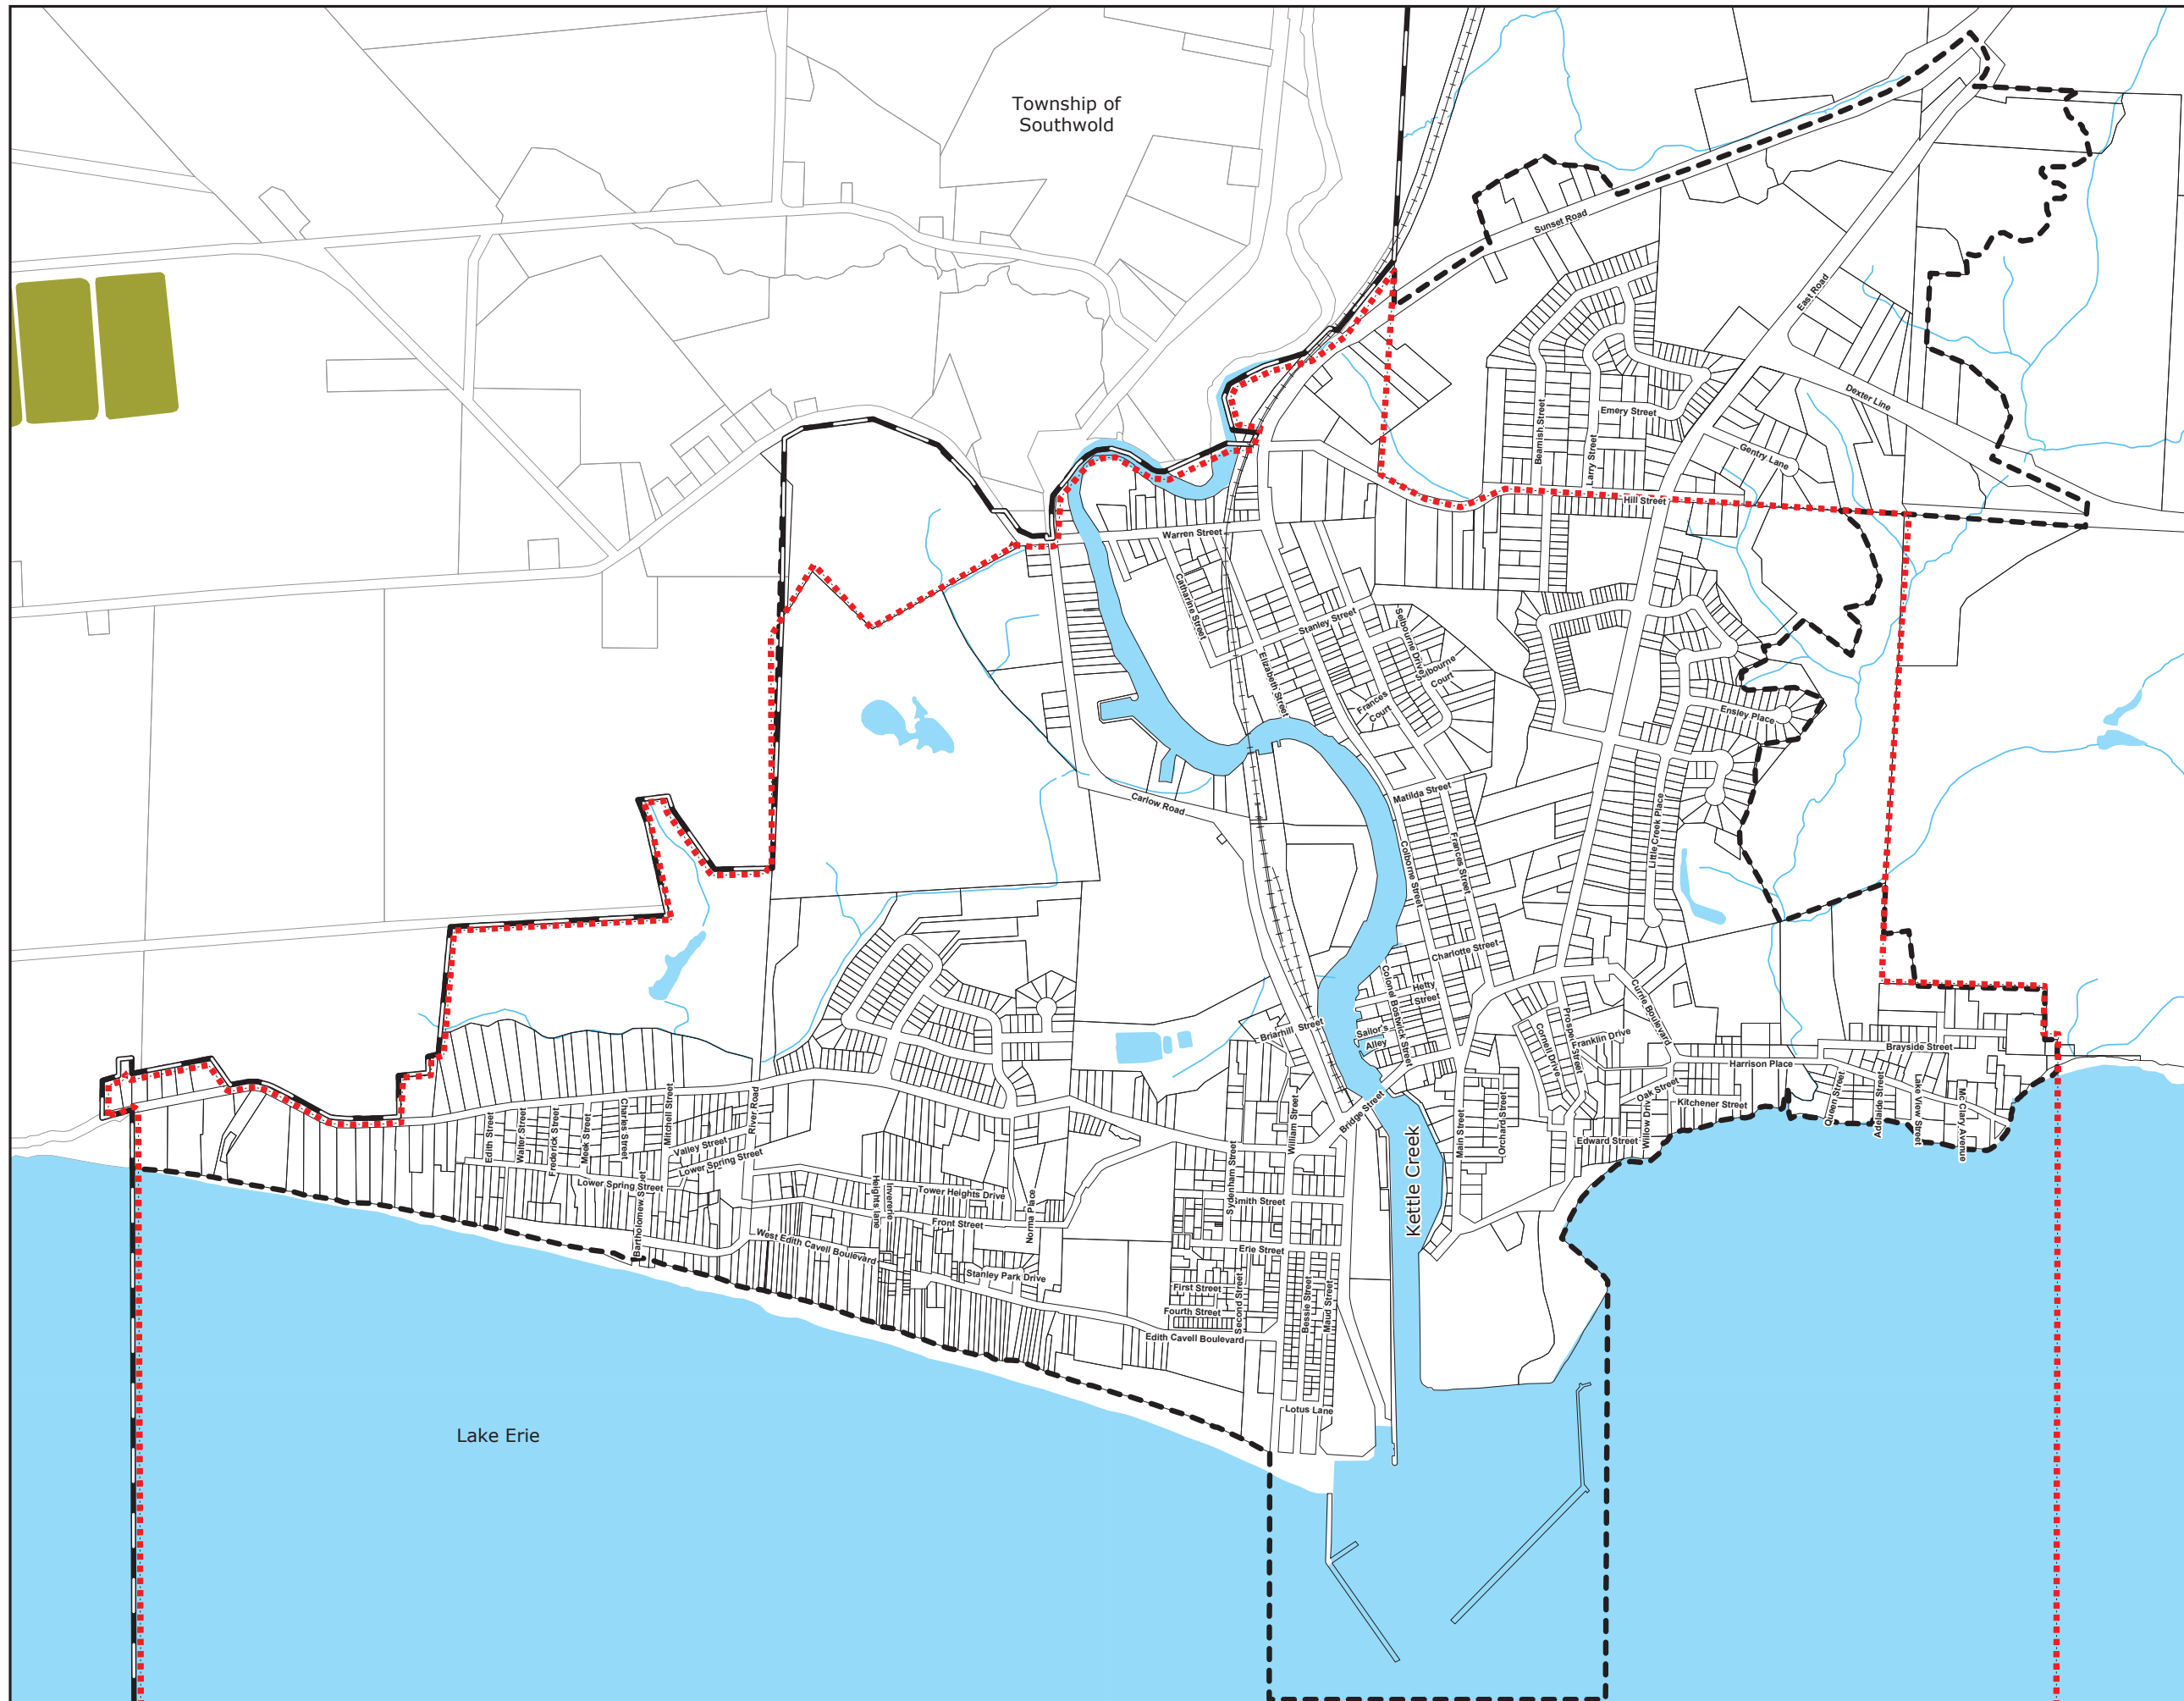 Township of
Southwold
Sunset Road
East Road
Dexter Line
Beamish Street
Emery Street
Larry Street
Gentry Lane
Hill Street
Warren Street
Catharine Street
Stanley Street
Selbourne Drive
Selbourne
Court
Elizabeth Street
Frances
Court
Ensley Place
Matilda Street
Carlow Road
Little Creek Place
Frances Street
Colborne Street
Charlotte Street
Colonel Bostwick Street
Hetty
Street
Currie Boulevard
Briarhill Street
Sailor's
Alley
Prospect Street
Cornell Drive
Franklin Drive
Brayside Street
Harrison Place
Oak Street
Kitchener Street
Queen Street
Adelaide Street
Lake View Street
McClary Avenue
Willow Drive
Edward Street
Main Street
Orchard Street
Bridge Street
William Street
Kettle Creek
Edith Street
Walter Street
Frederick Street
Meek Street
Charles Street
Mitchell Street
River Road
Valley Street
Lower Spring Street
Lower Spring Street
Bartholomew Street
Heights lane
Inverrerie
Tower Heights Drive
Front Street
Norma Place
West Edith Cavell Boulevard
Stanley Park Drive
Sydenham Street
Smith Street
Erie Street
First Street
Second Street
Fourth Street
Bessie Street
Maud Street
Edith Cavell Boulevard
Lotus Lane
Lake Erie